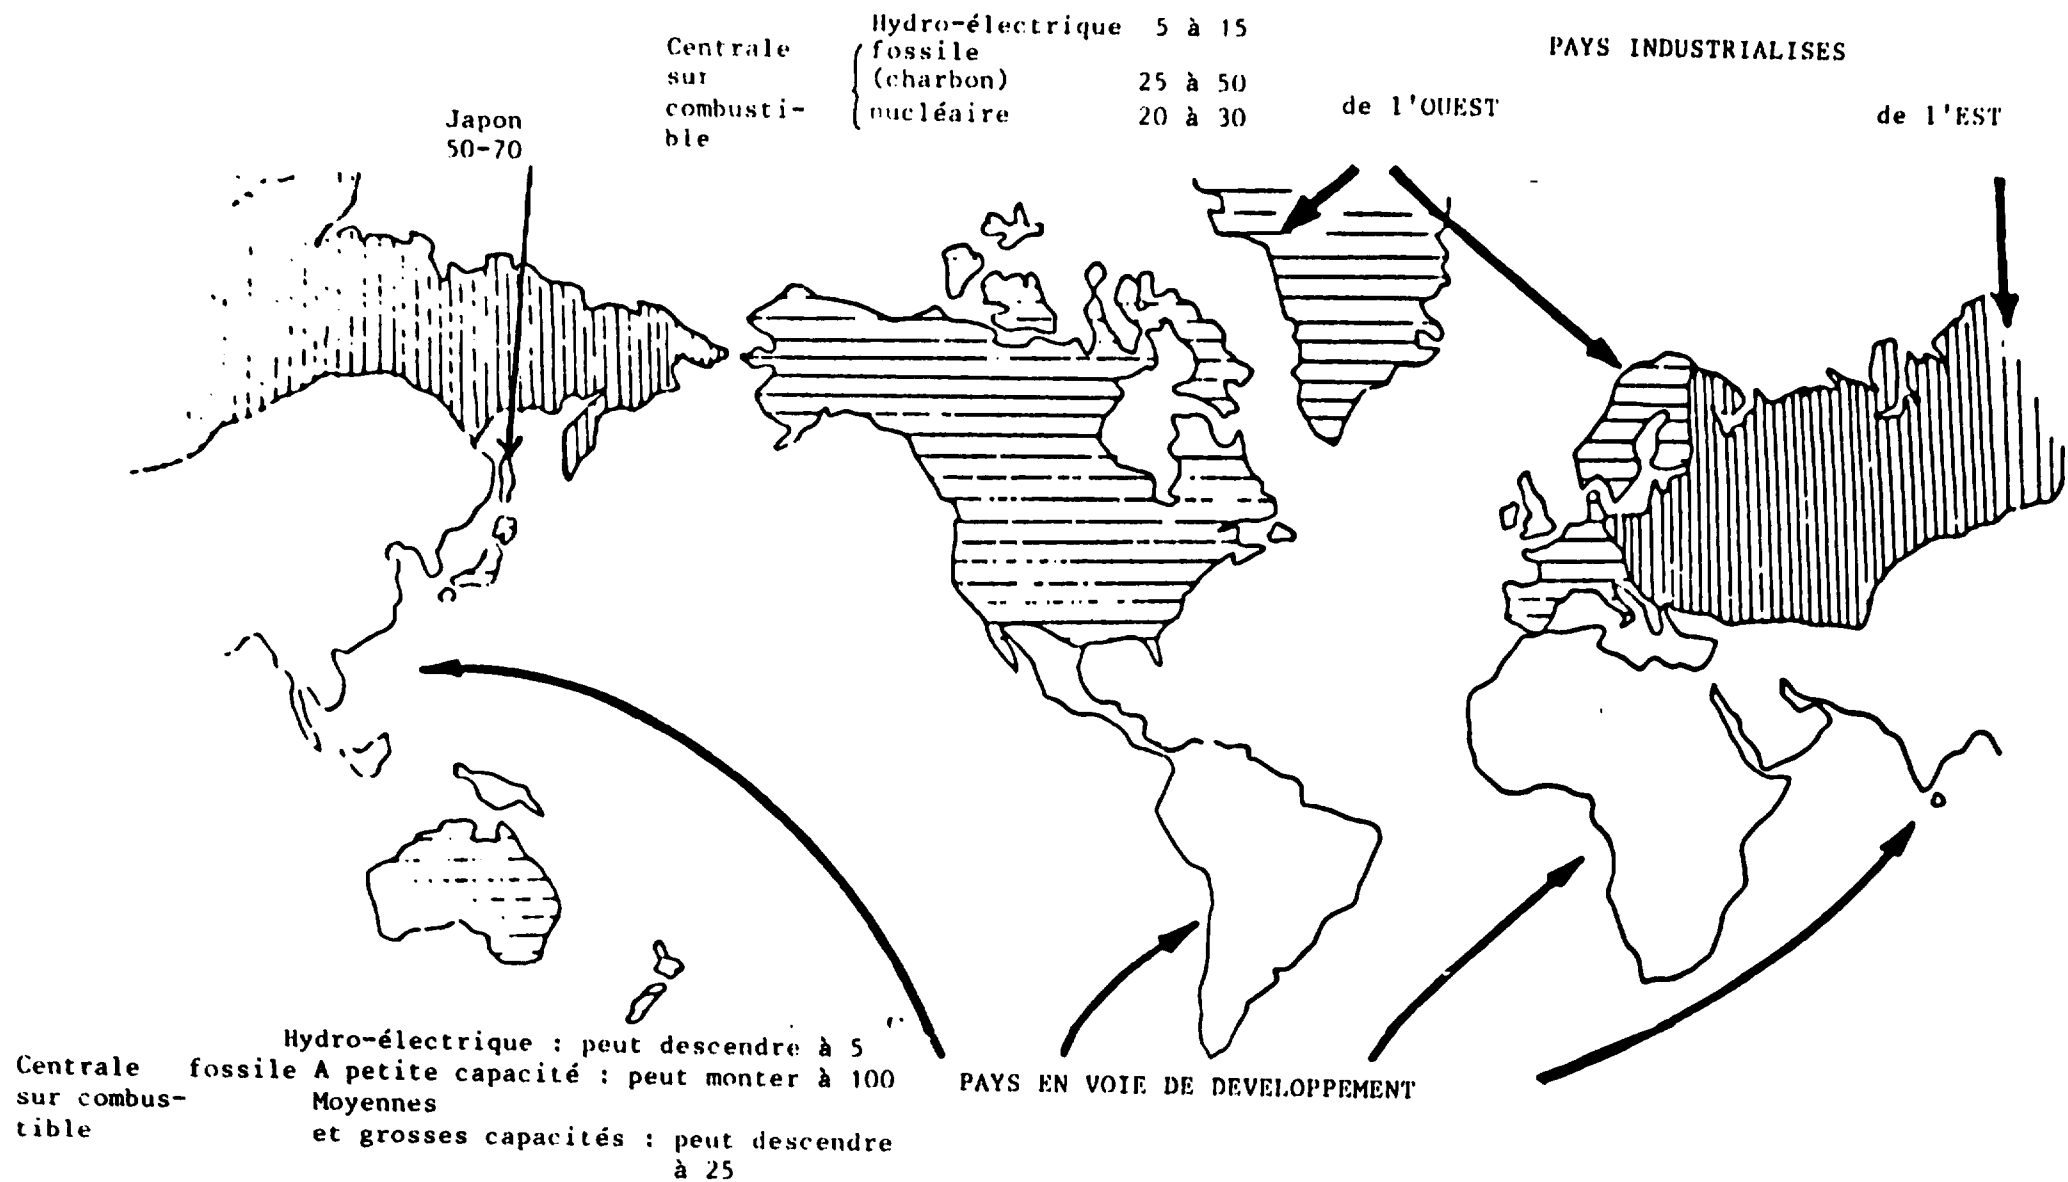 Hydro-électrique 5 à 15
Centrale fossile
sur (charbon) 25 à 50
combusti- nucléaire 20 à 30
ble
PAYS INDUSTRIALISES
de l'OUEST
de l'EST
Japon
50-70
Hydro-électrique : peut descendre à 5
Centrale fossile A petite capacité : peut monter à 100
sur combus- Moyennes
tible et grosses capacités : peut descendre
à 25
PAYS EN VOIE DE DEVELOPPEMENT